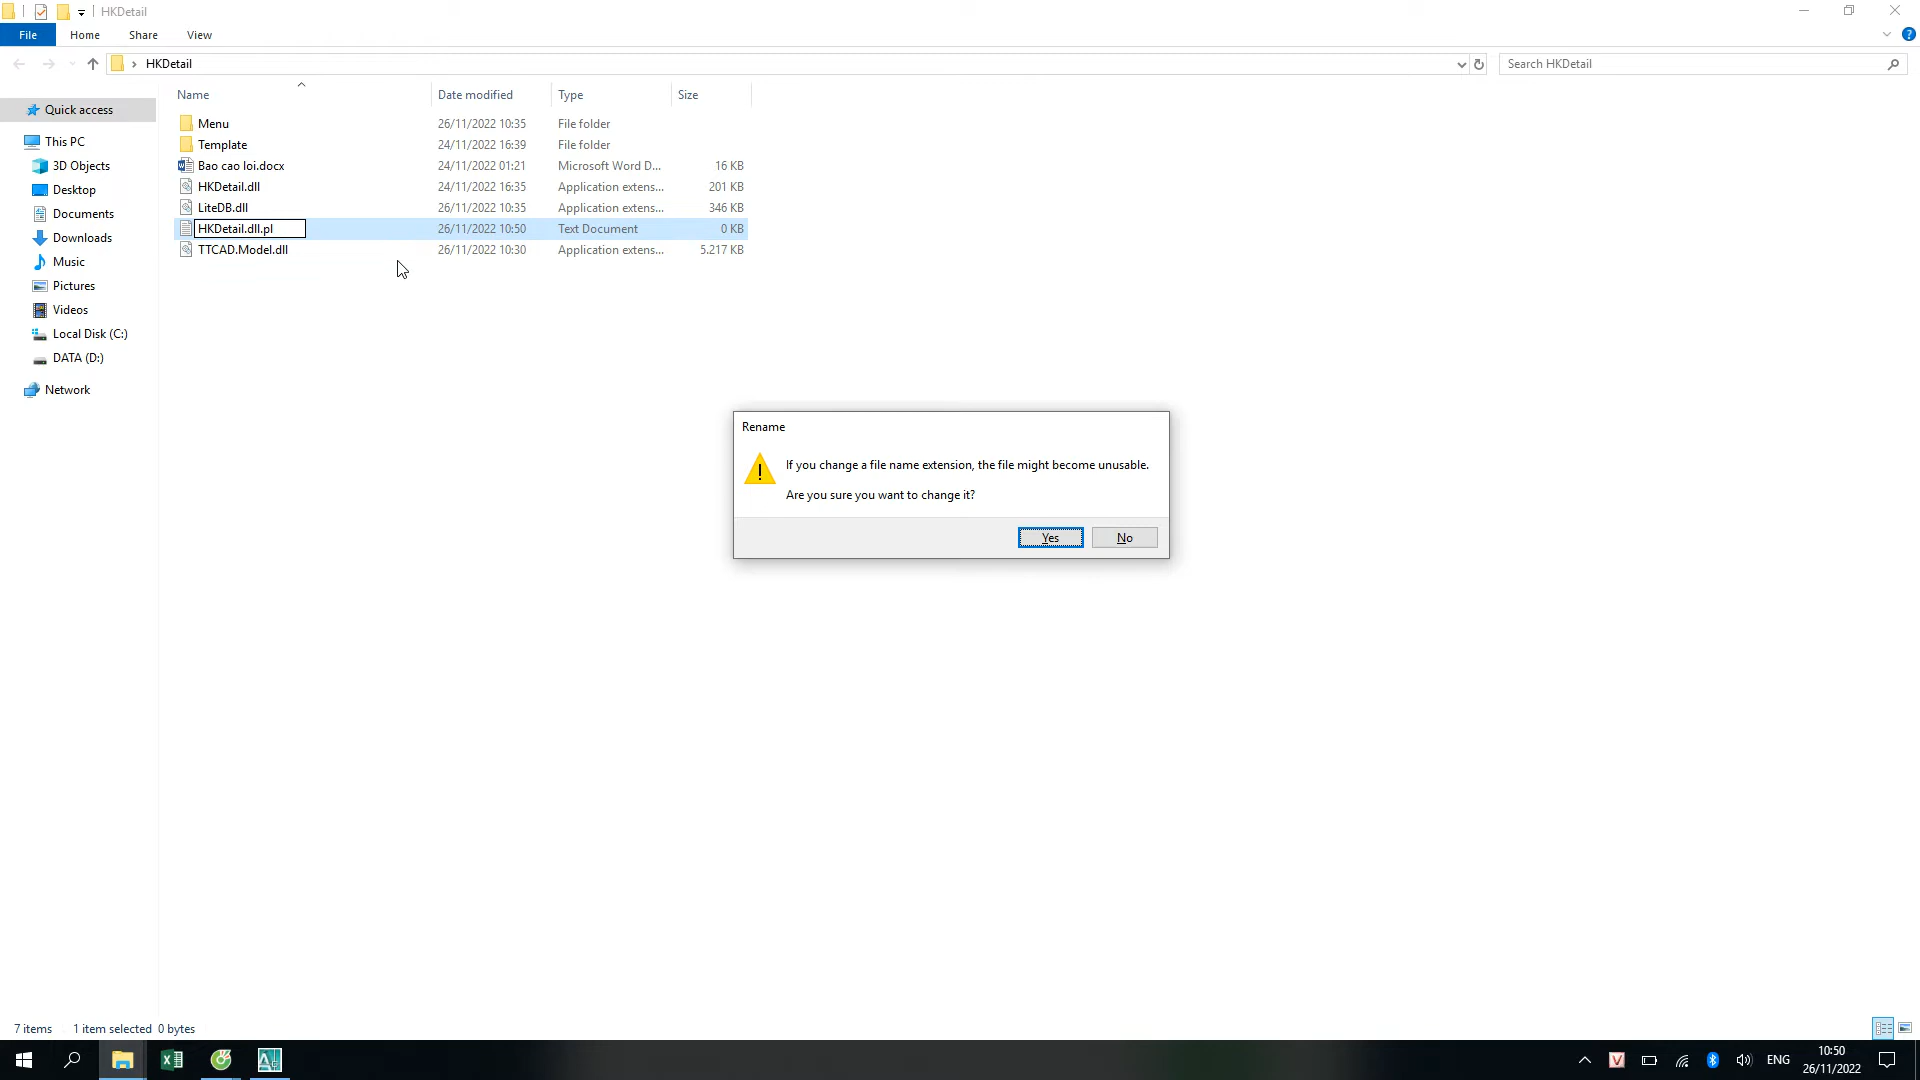 HKDetail
File Home Share View
HKDetail
Search HKDetail
Name Date modified Type Size
Quick access
This PC
3D Objects
Desktop
Documents
Downloads
Music
Pictures
Videos
Local Disk (C:)
DATA (D:)
Network
Menu 26/11/2022 10:35 File folder
Template 24/11/2022 16:39 File folder
Bao cao loi.docx 24/11/2022 01:21 Microsoft Word D... 16 KB
HKDetail.dll 24/11/2022 16:35 Application extens... 201 KB
LiteDB.dll 26/11/2022 10:35 Application extens... 346 KB
HKDetail.dll.pl 26/11/2022 10:50 Text Document 0 KB
TTCAD.Model.dll 26/11/2022 10:30 Application extens... 5.217 KB
Rename
If you change a file name extension, the file might become unusable.
Are you sure you want to change it?
Yes No
7 items 1 item selected 0 bytes
ENG
10:50
26/11/2022